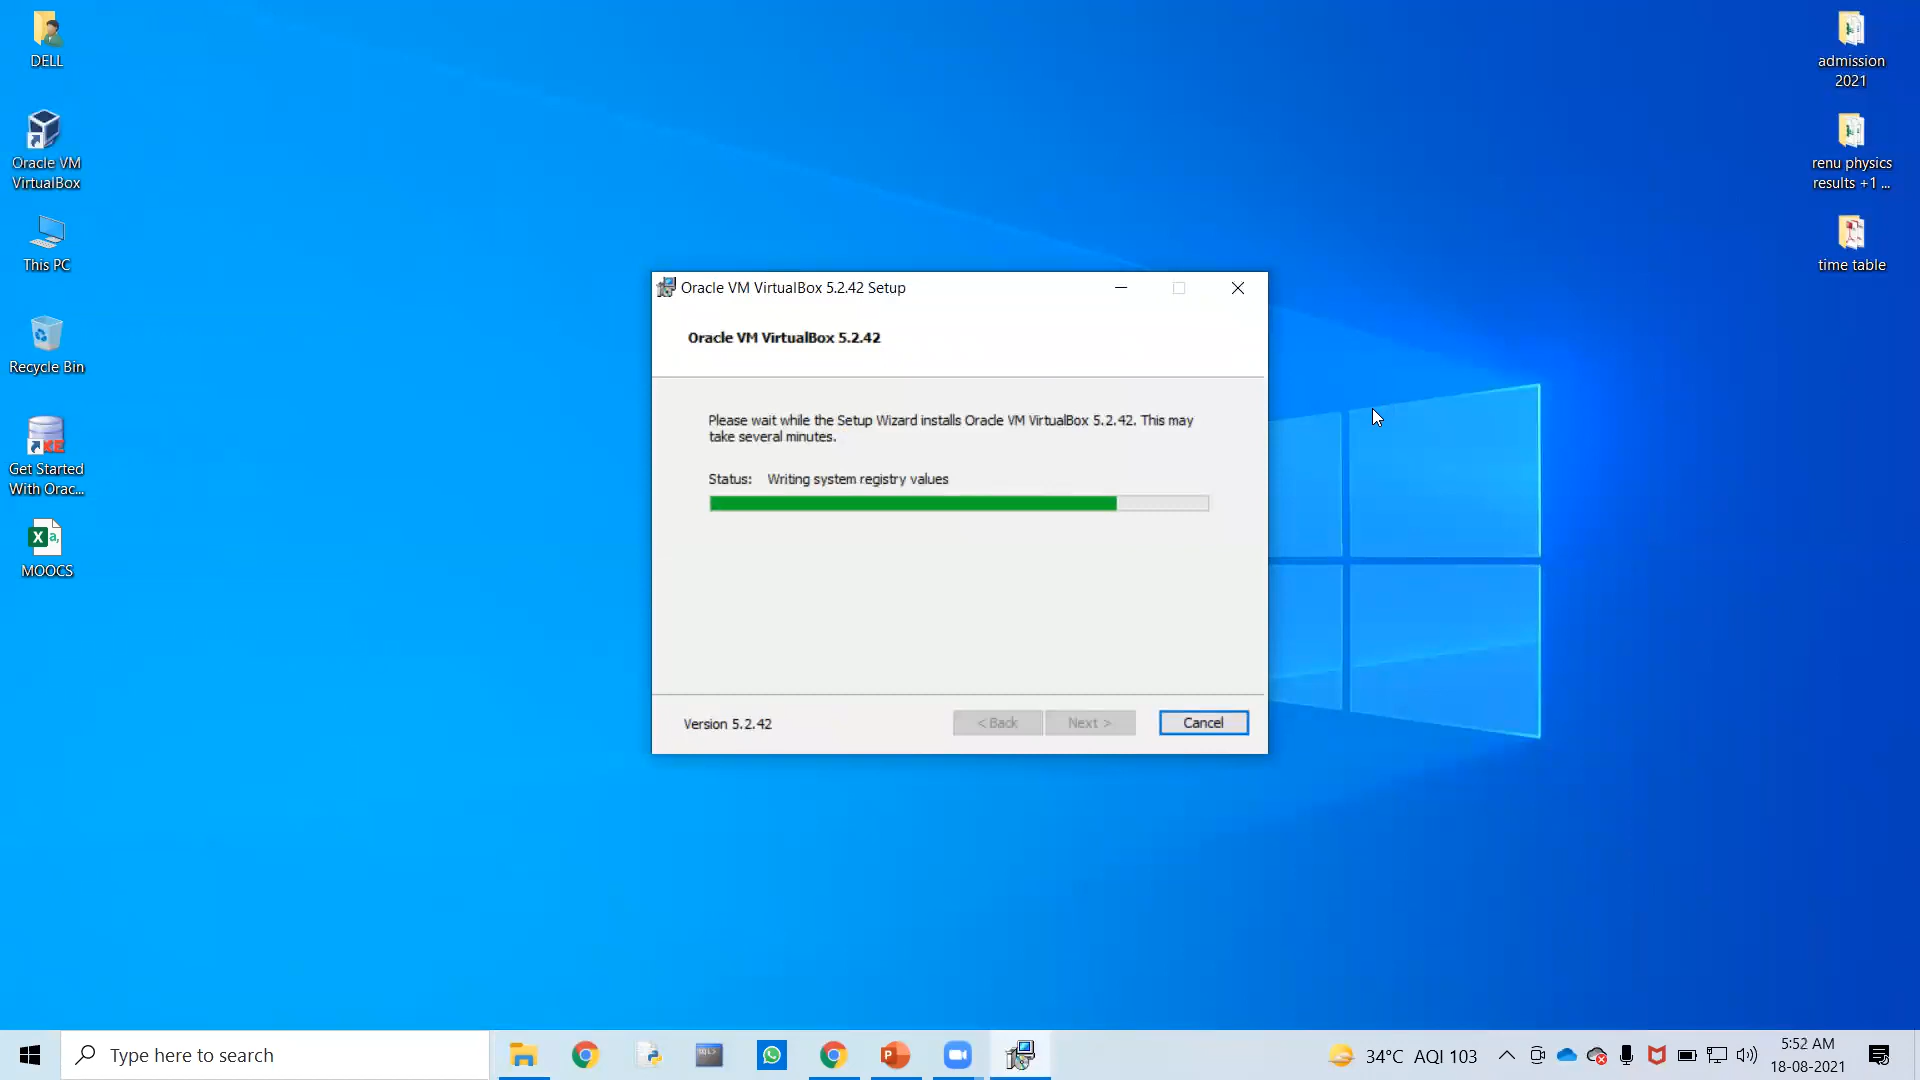 DELL
Oracle VM
VirtualBox
This PC
Recycle Bin
Get Started
With Orac...
MOOCS
admission
2021
renu physics
results +1 ...
time table
Oracle VM VirtualBox 5.2.42 Setup
Oracle VM VirtualBox 5.2.42
Please wait while the Setup Wizard installs Oracle VM VirtualBox 5.2.42. This may
take several minutes.
Status: Writing system registry values
Version 5.2.42
< Back
Next >
Cancel
Type here to search
34°C AQI 103
5:52 AM
18-08-2021